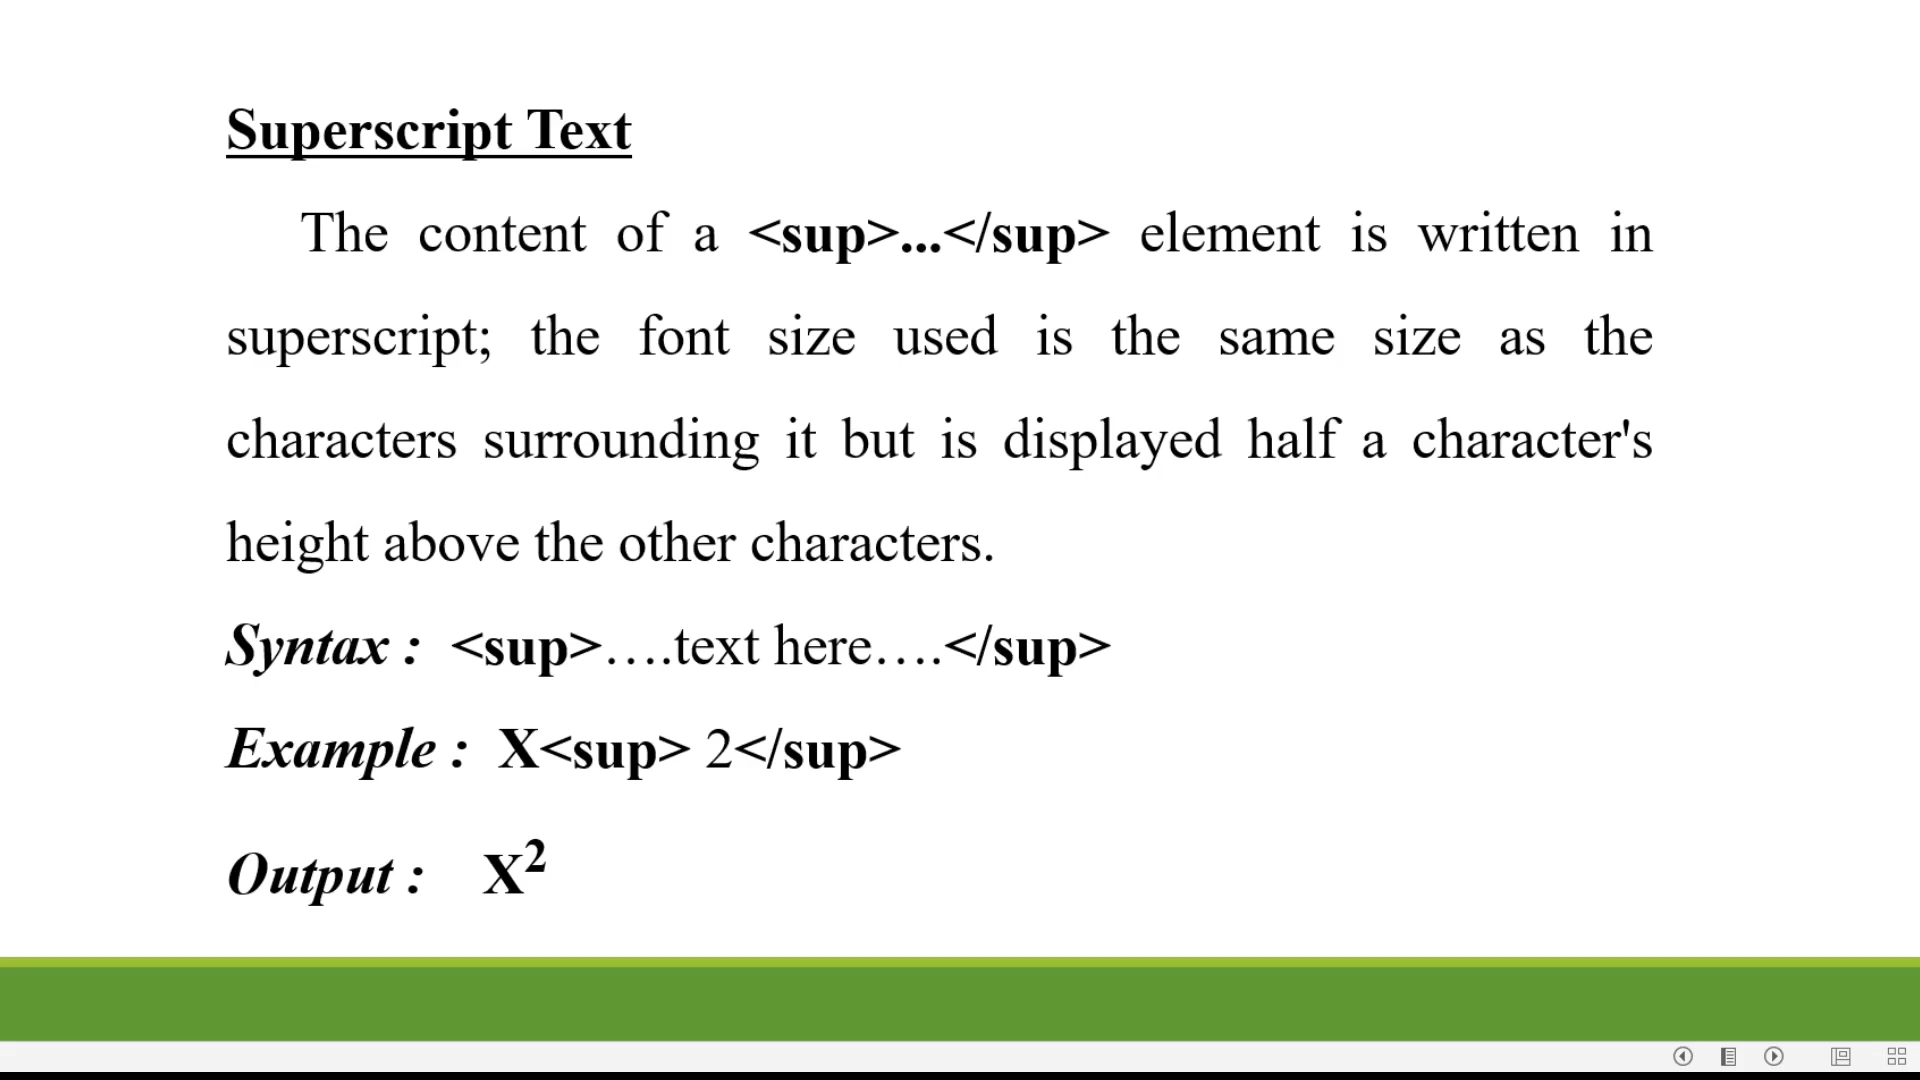 Superscript Text
The content of a <sup>...</sup> element is written in
superscript; the font size used is the same size as the
characters surrounding it but is displayed half a character's
height above the other characters.
Syntax : <sup>….text here….</sup>
Example : X<sup> 2</sup>
Output : X²